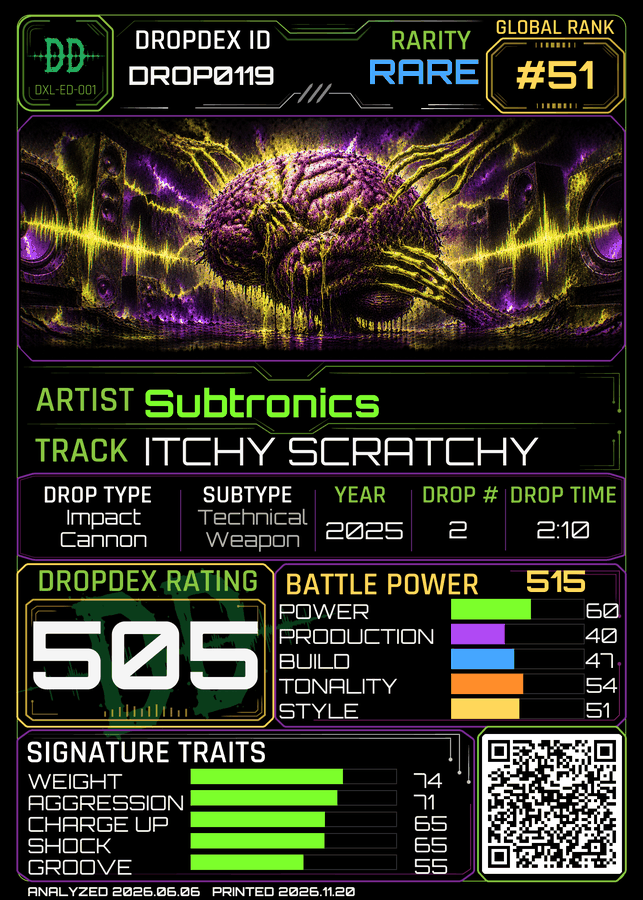 DD
DXL-ED-001
DROPDEX ID
DROP0119
RARITY
RARE
GLOBAL RANK
#51
ARTIST Subtronics
TRACK ITCHY SCRATCHY
DROP TYPE
Impact
Cannon
SUBTYPE
Technical
Weapon
YEAR
2025
DROP #
2
DROP TIME
2:10
DROPDEX RATING
505
BATTLE POWER 515
POWER 60
PRODUCTION 40
BUILD 47
TONALITY 54
STYLE 51
SIGNATURE TRAITS
WEIGHT 74
AGGRESSION 71
CHARGE UP 65
SHOCK 65
GROOVE 55
ANALYZED 2026.06.06 PRINTED 2026.11.20